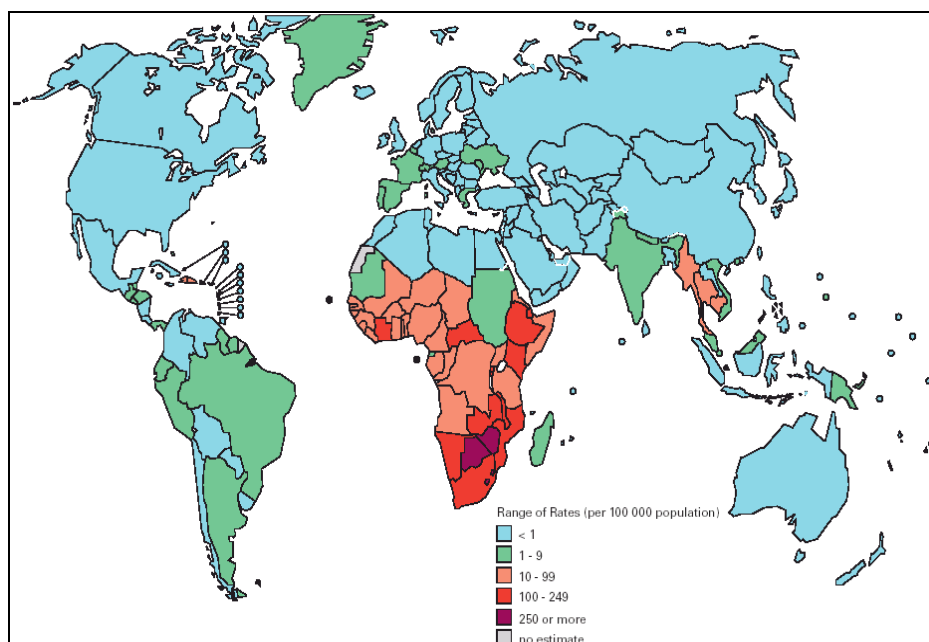 Range of Rates (per 100 000 population)
< 1
1 - 9
10 - 99
100 - 249
250 or more
no estimate